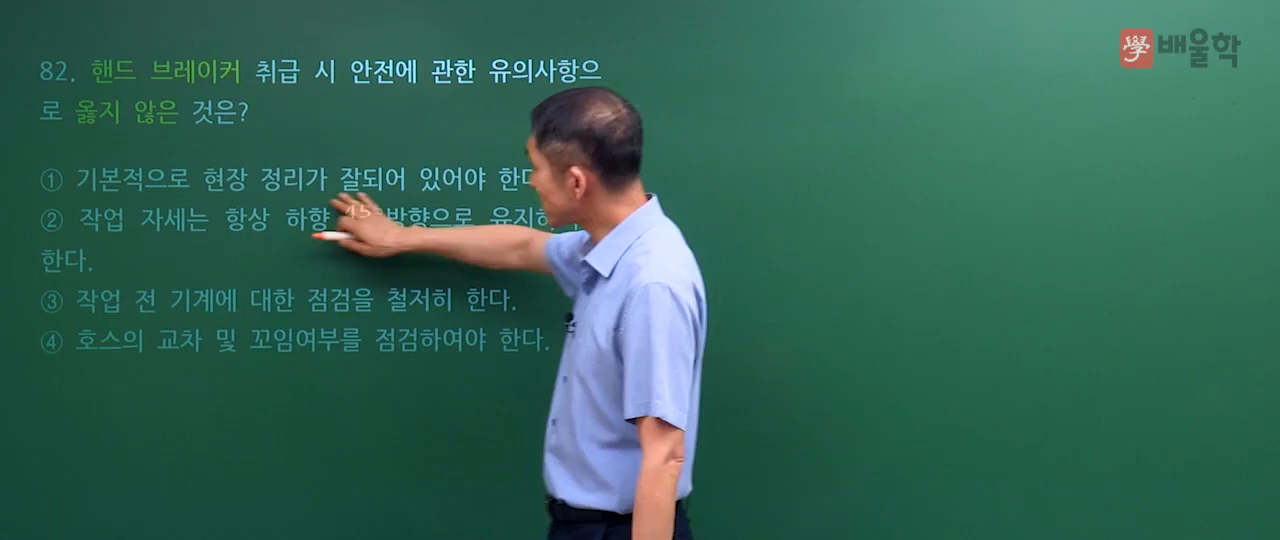 學 배울학
82. 핸드 브레이커 취급 시 안전에 관한 유의사항으
로 옳지 않은 것은?
① 기본적으로 현장 정리가 잘되어 있어야
② 작업 자세는 항상 하향 방향으로
한다.
③ 작업 전 기계에 대한 점검을 철저히 한다.
④ 호스의 교차 및 꼬임여부를 점검하여야 한다.